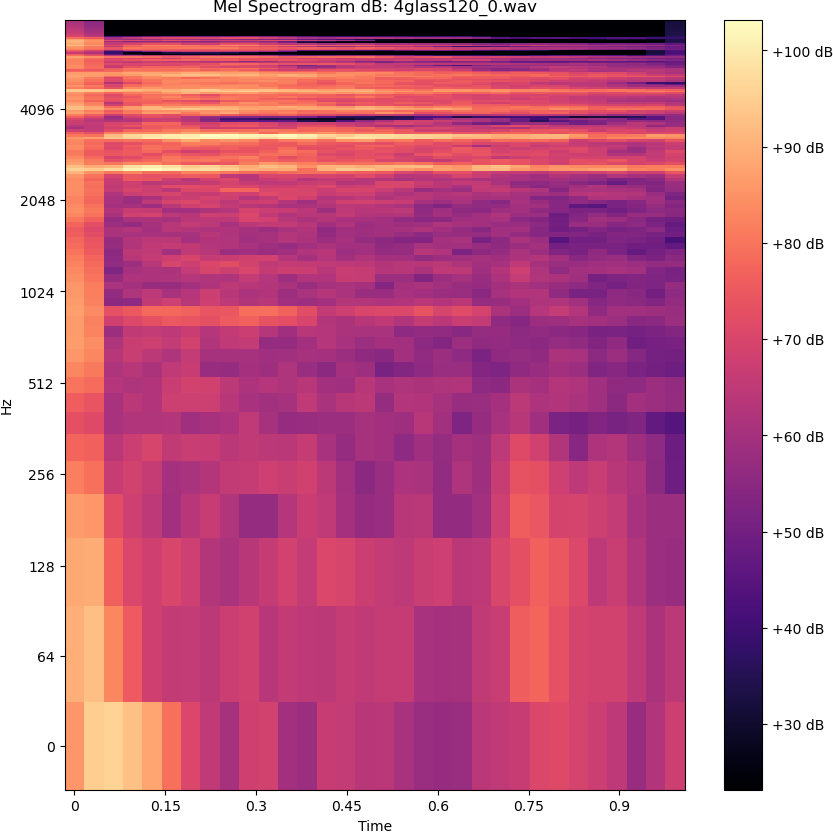 Mel Spectrogram dB: 4glass120_0.wav
+100 dB
+90 dB
+80 dB
+70 dB
+60 dB
+50 dB
+40 dB
+30 dB
Hz
4096
2048
1024
512
256
128
64
0
0 0.15 0.3 0.45 0.6 0.75 0.9
Time